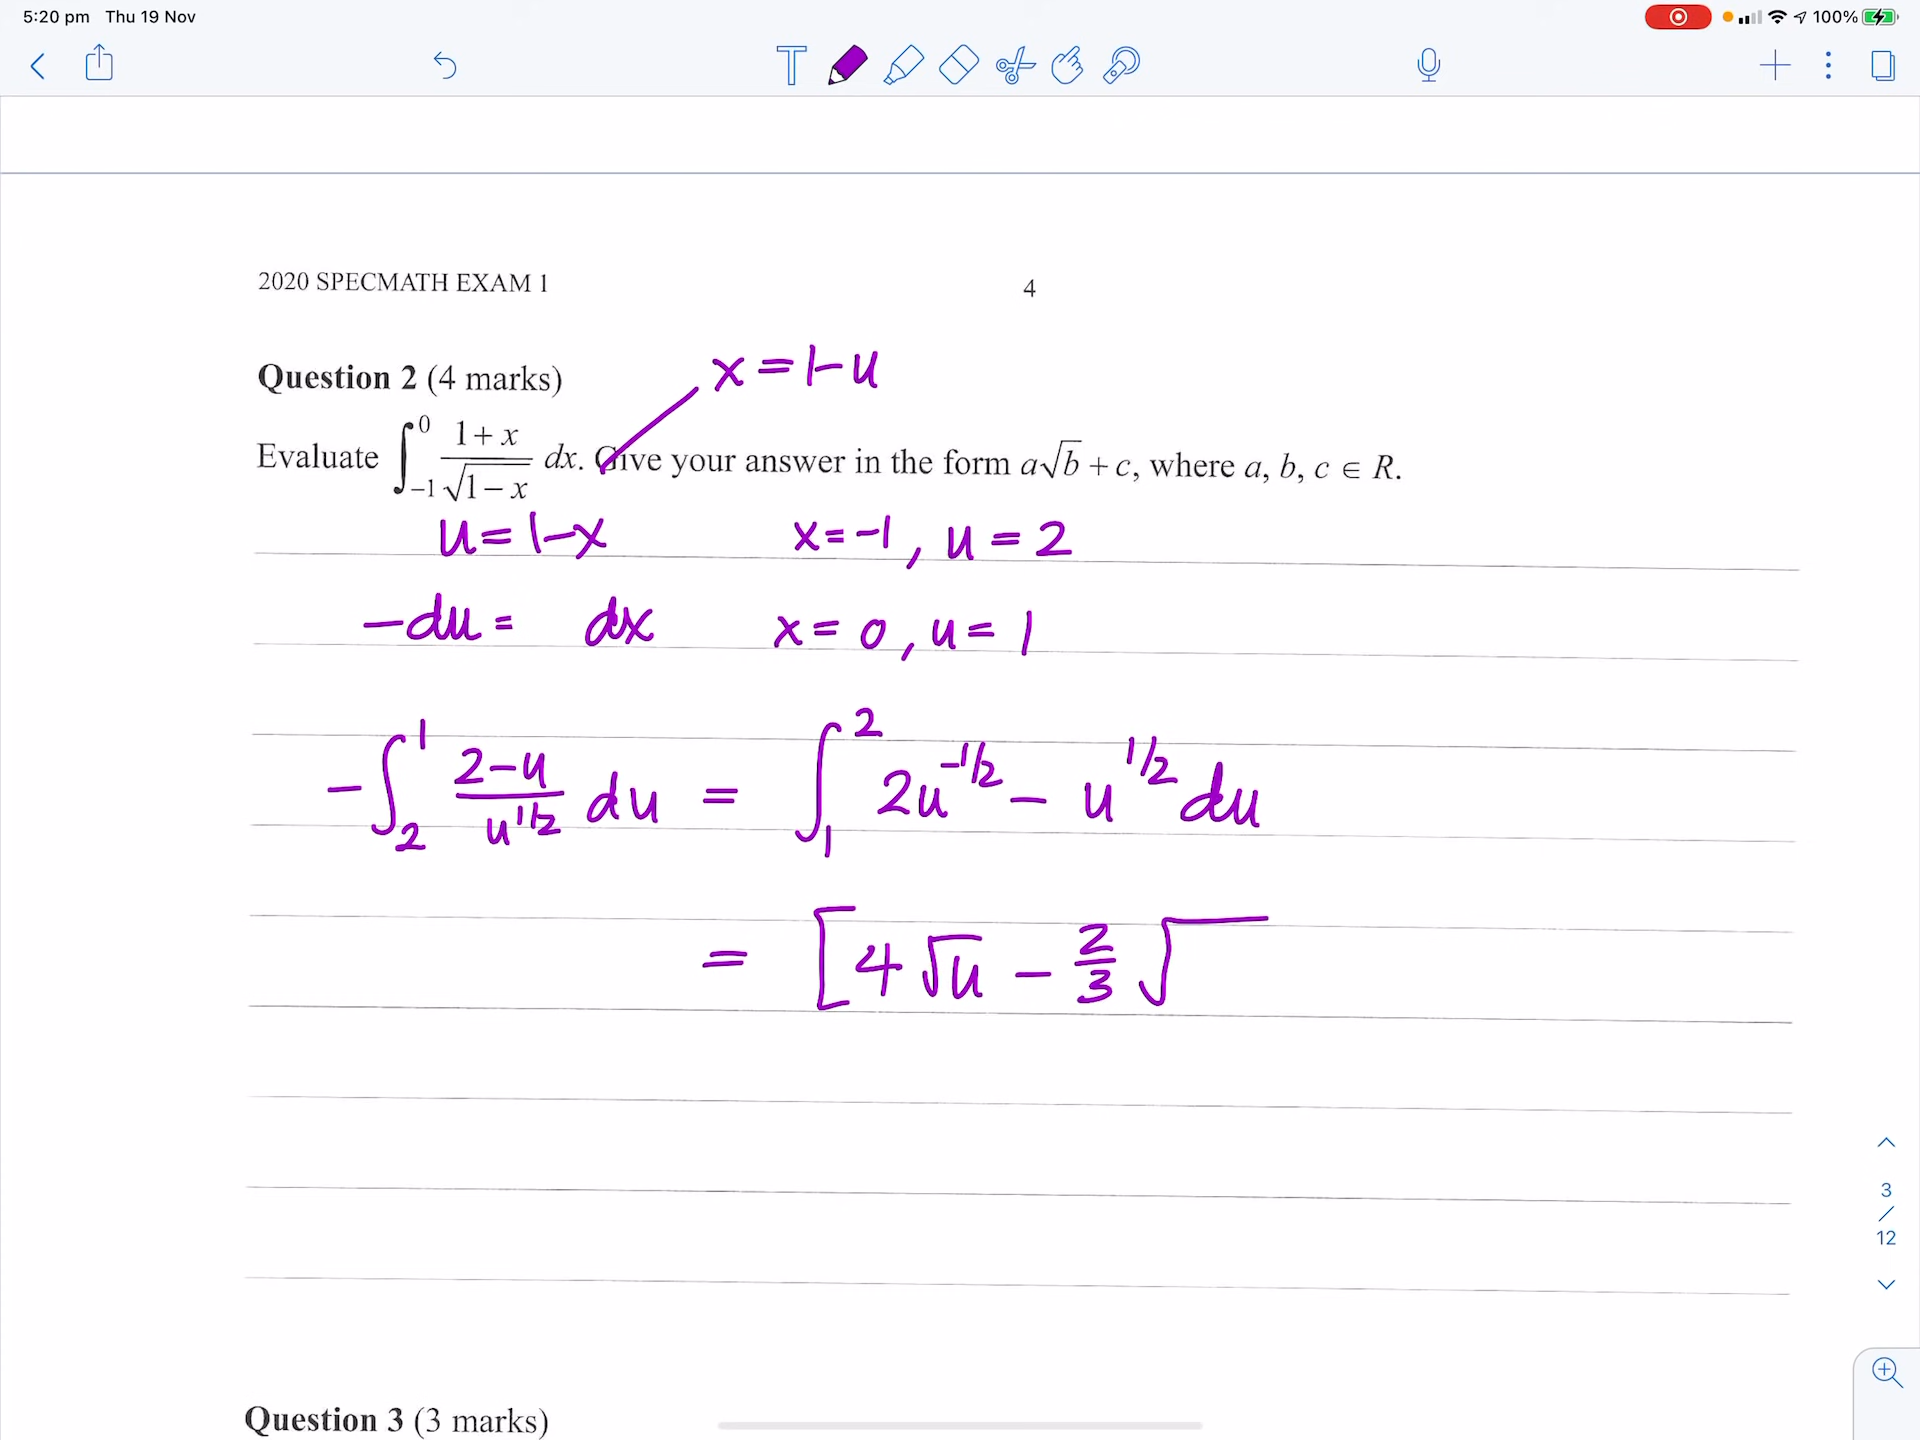 5:20 pm Thu 19 Nov 100%
2020 SPECMATH EXAM 1 4
x = 1-u
Question 2 (4 marks)
Evaluate ∫₋₁⁰ (1+x)/√(1-x) dx. Give your answer in the form a√b + c, where a, b, c ∈ R.
u = 1-x x = -1, u = 2
-du = dx x = 0, u = 1
-∫₂¹ (2-u)/u^(1/2) du = ∫₁² 2u^(-1/2) - u^(1/2) du
= [4√u - 2/3 √
3
/
12
Question 3 (3 marks)